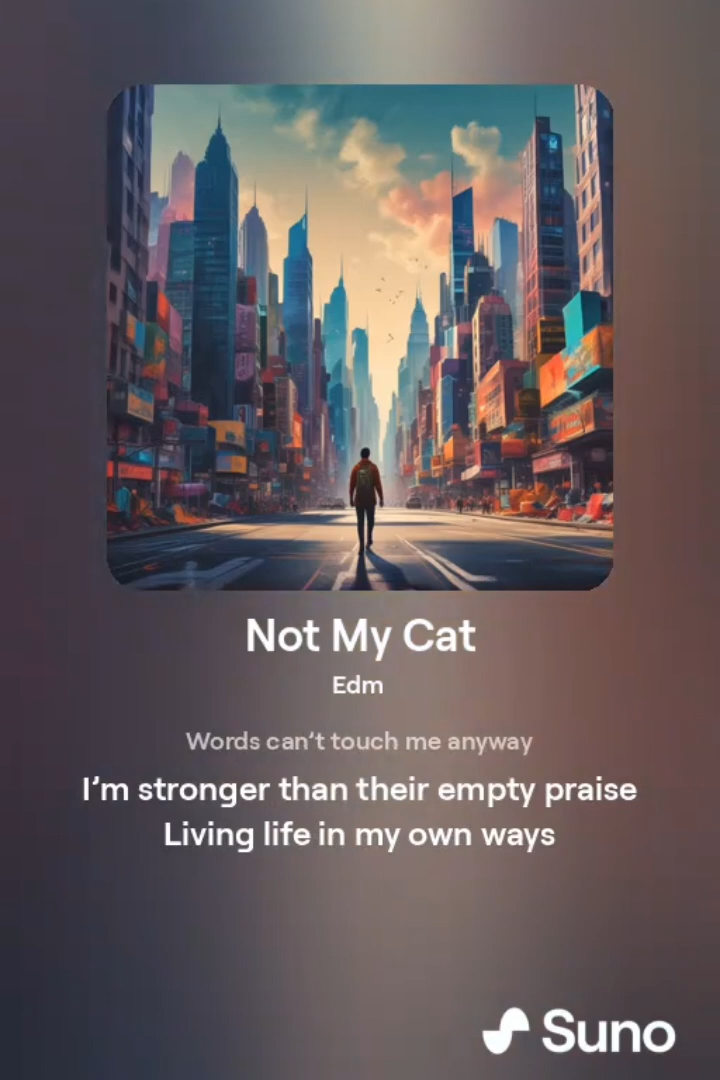 Not My Cat
Edm
Words can’t touch me anyway
I’m stronger than their empty praise
Living life in my own ways
Suno